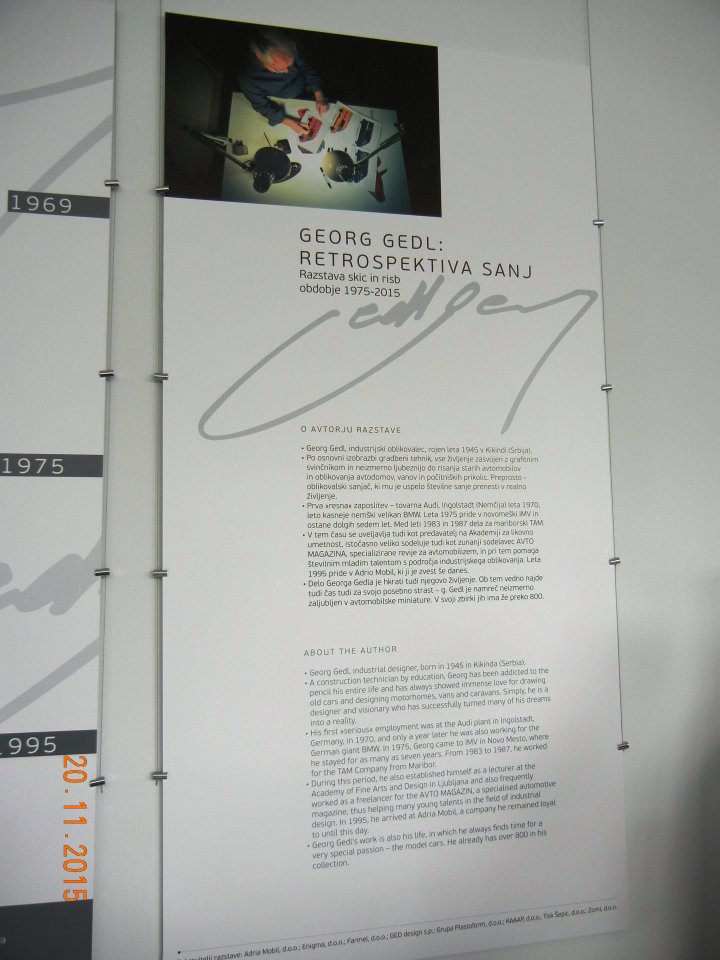 1969
1975
1995
20.11.2015
GEORG GEDL:
RETROSPEKTIVA SANJ
Razstava skic in risb
obdobje 1975-2015
O AVTORJU RAZSTAVE
• Georg Gedl, industrijski oblikovalec, rojen leta 1945 v Kikindi (Srbija).
• Po osnovni izobrazbi gradbeni tehnik, vse življenje zasvojen z grafitnim
svinčnikom in neizmerno ljubeznijo do risanja starih avtomobilov
in oblikovanja avtodomov, vanov in počitniških prikolic. Preprosto -
oblikovalski sanjač, ki mu je uspelo številne sanje prenesti v realno
življenje.
• Prva »resna« zaposlitev – tovarna Audi, Ingolstadt (Nemčija) leta 1970,
leto kasneje nemški velikan BMW. Leta 1975 pride v novomeški IMV in
ostane dolgih sedem let. Med leti 1983 in 1987 dela za mariborski TAM.
• V tem času se uveljavlja tudi kot predavatelj na Akademiji za likovno
umetnost, istočasno veliko sodeluje tudi kot zunanji sodelavec AVTO
MAGAZINA, specializirane revije za avtomobilizem, in pri tem pomaga
številnim mladim talentom s področja industrijskega oblikovanja. Leta
1995 pride v Adrio Mobil, ki ji je zvest še danes.
• Delo Georga Gedla je hkrati tudi njegovo življenje. Ob tem vedno najde
tudi čas tudi za svojo posebno strast – g. Gedl je namreč neizmerno
zaljubljen v avtomobilske miniature. V svoji zbirki jih ima že preko 800.
ABOUT THE AUTHOR
• Georg Gedl, industrial designer, born in 1945 in Kikinda (Serbia).
• A construction technician by education, Georg has been addicted to the
pencil his entire life and has always showed immense love for drawing
old cars and designing motorhomes, vans and caravans. Simply, he is a
designer and visionary who has successfully turned many of his dreams
into a reality.
• His first »serious« employment was at the Audi plant in Ingolstadt,
Germany, in 1970, and only a year later he was also working for the
German giant BMW. In 1975, Georg came to IMV in Novo Mesto, where
he stayed for as many as seven years. From 1983 to 1987, he worked
for the TAM Company from Maribor.
• During this period, he also established himself as a lecturer at the
Academy of Fine Arts and Design in Ljubljana and also frequently
worked as a freelancer for the AVTO MAGAZIN, a specialised automotive
magazine, thus helping many young talents in the field of industrial
design. In 1995, he arrived at Adria Mobil, a company he remained loyal
to until this day.
• Georg Gedl's work is also his life, in which he always finds time for a
very special passion – the model cars. He already has over 800 in his
collection.
razstave: Adria Mobil, d.o.o.; Enigma, d.o.o.; Farmel, d.o.o.; GED design s.p.; Grupa Plastoform, d.o.o.; KAAAP, d.o.o.; Tisk Šepic, d.o.o.; Zomi, d.o.o.